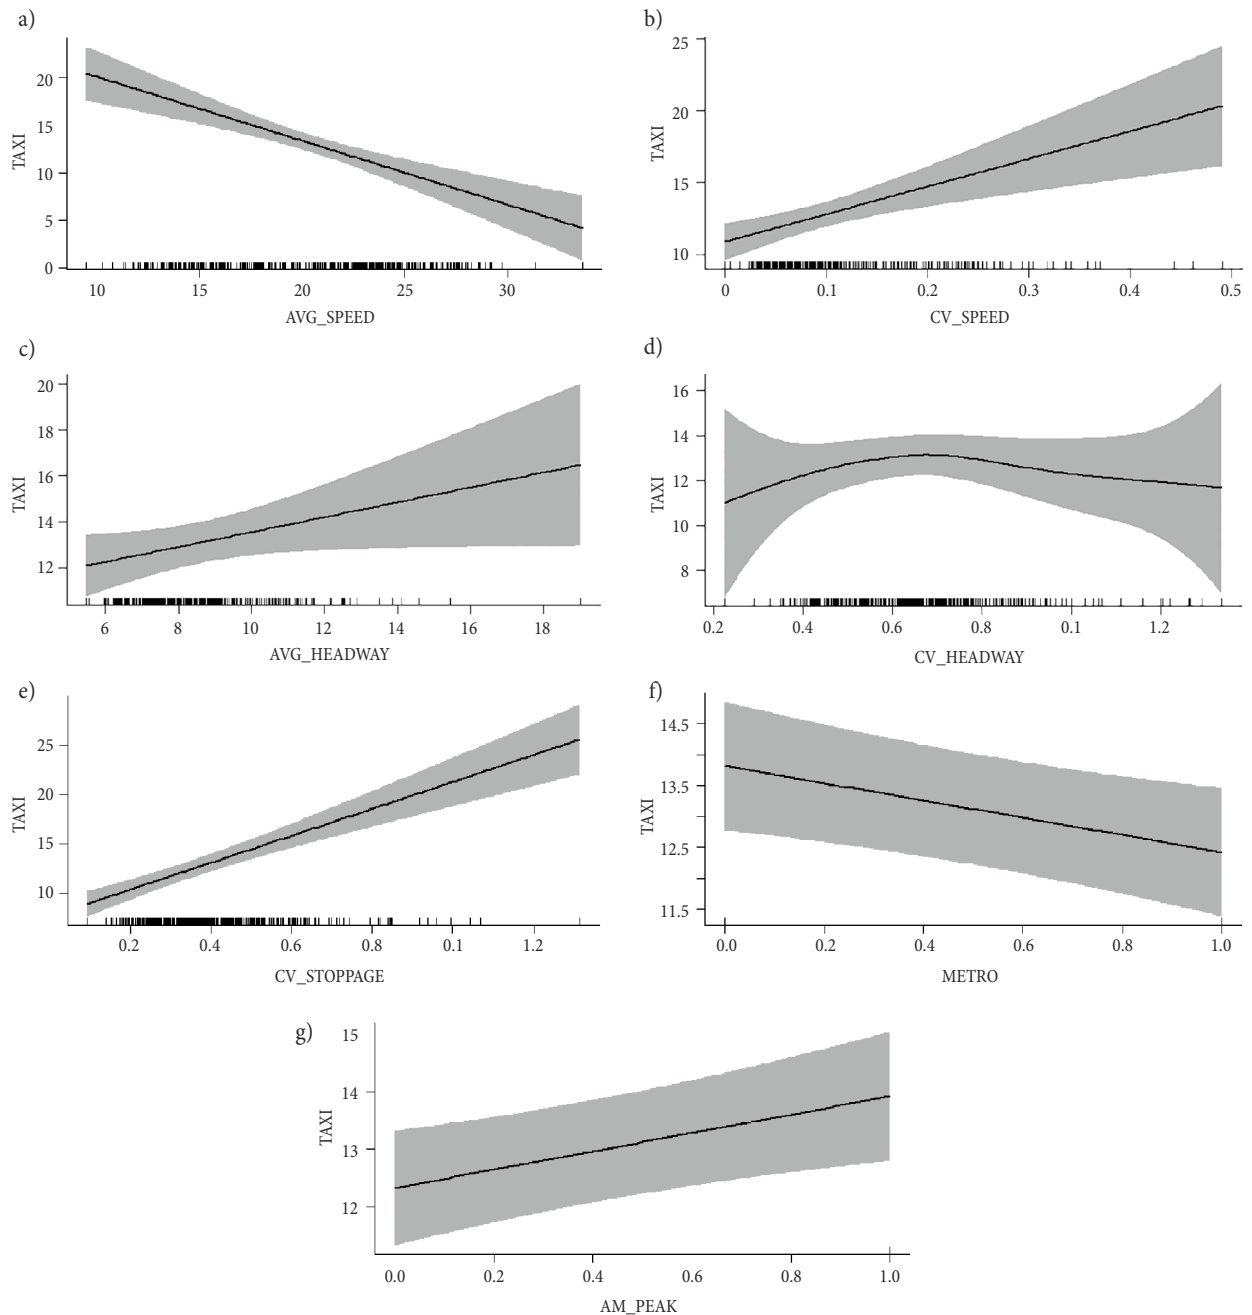 a)
20
15
10
5
0
TAXI
10 15 20 25 30
AVG_SPEED
b)
25
20
15
10
TAXI
0 0.1 0.2 0.3 0.4 0.5
CV_SPEED
c)
20
18
16
14
12
TAXI
6 8 10 12 14 16 18
AVG_HEADWAY
d)
16
14
12
10
8
TAXI
0.2 0.4 0.6 0.8 0.1 1.2
CV_HEADWAY
e)
25
20
15
10
TAXI
0.2 0.4 0.6 0.8 0.1 1.2
CV_STOPPAGE
f)
14.5
13.5
12.5
11.5
TAXI
0.0 0.2 0.4 0.6 0.8 1.0
METRO
g)
15
14
13
12
TAXI
0.0 0.2 0.4 0.6 0.8 1.0
AM_PEAK